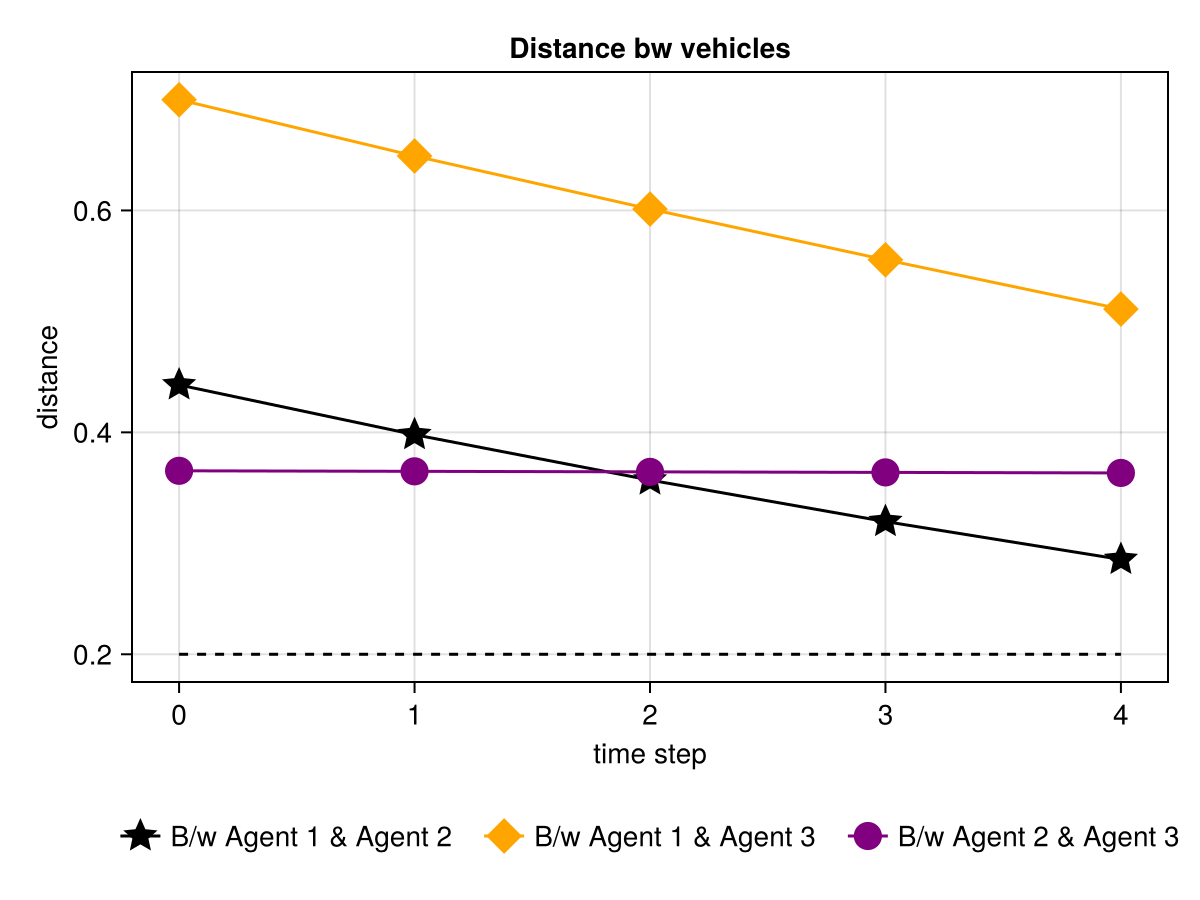 Distance bw vehicles
distance
0.6
0.4
0.2
0 1 2 3 4
time step
B/w Agent 1 & Agent 2 B/w Agent 1 & Agent 3 B/w Agent 2 & Agent 3